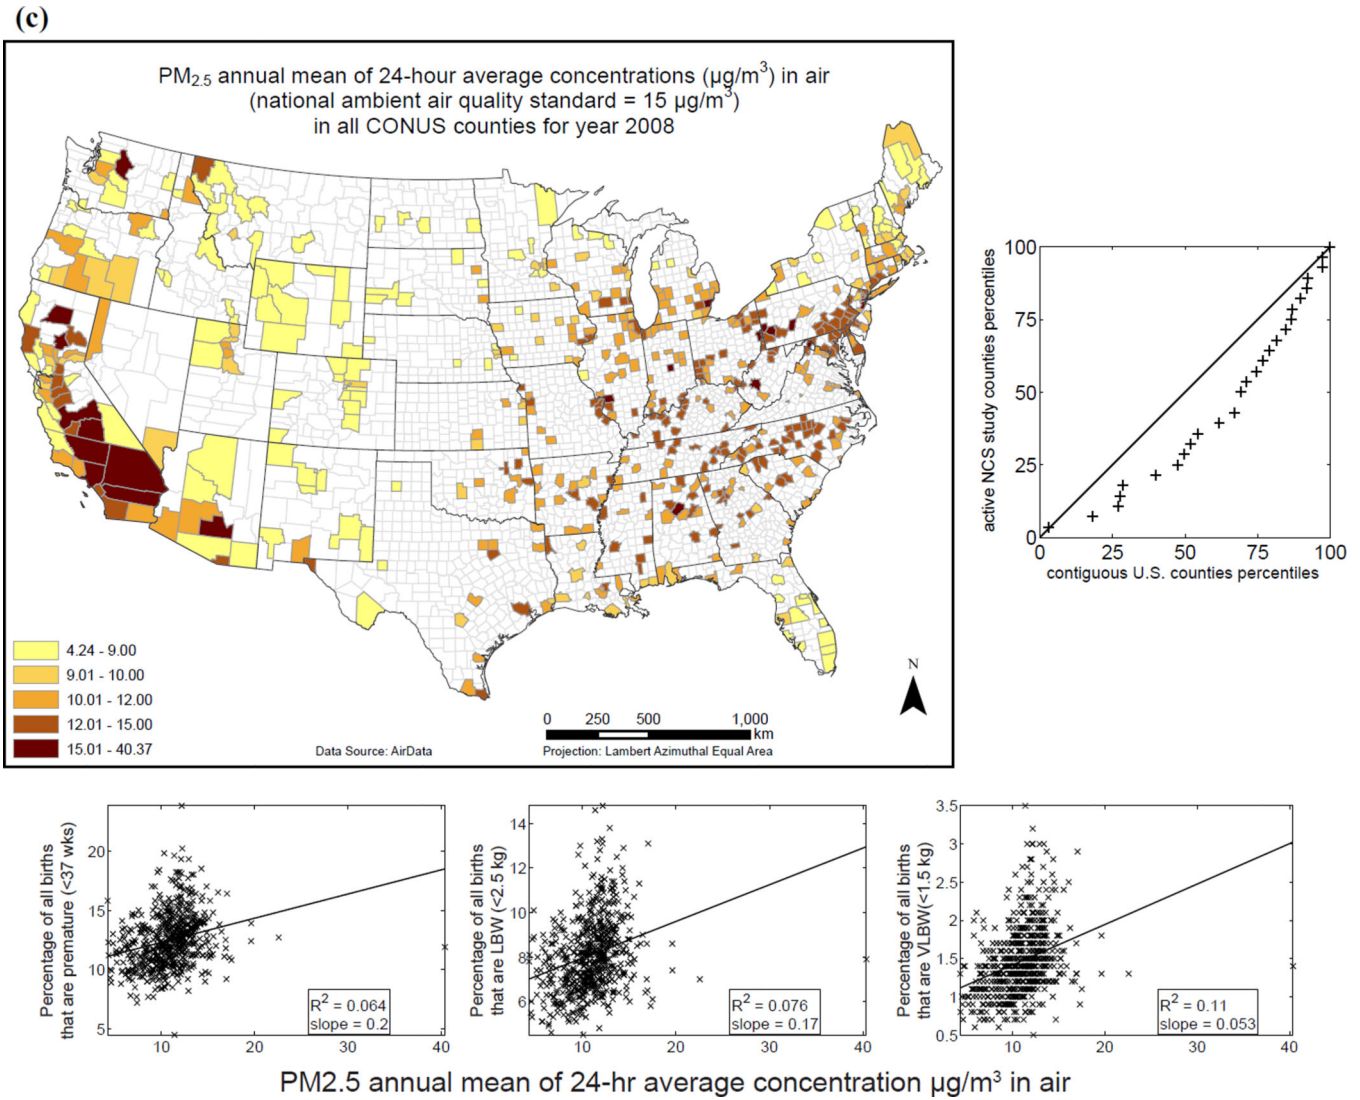 (c)
PM2.5 annual mean of 24-hour average concentrations (µg/m³) in air
(national ambient air quality standard = 15 µg/m³)
in all CONUS counties for year 2008
4.24 - 9.00
9.01 - 10.00
10.01 - 12.00
12.01 - 15.00
15.01 - 40.37
Data Source: AirData
N
0 250 500 1,000
km
Projection: Lambert Azimuthal Equal Area
active NCS study counties percentiles
100
75
50
25
0
0 25 50 75 100
contiguous U.S. counties percentiles
Percentage of all births
that are premature (<37 wks)
20
15
10
5
R² = 0.064
slope = 0.2
10 20 30 40
Percentage of all births
that are LBW (<2.5 kg)
14
12
10
8
6
R² = 0.076
slope = 0.17
10 20 30 40
Percentage of all births
that are VLBW(<1.5 kg)
3.5
3
2.5
2
1.5
1
0.5
R² = 0.11
slope = 0.053
10 20 30 40
PM2.5 annual mean of 24-hr average concentration µg/m³ in air